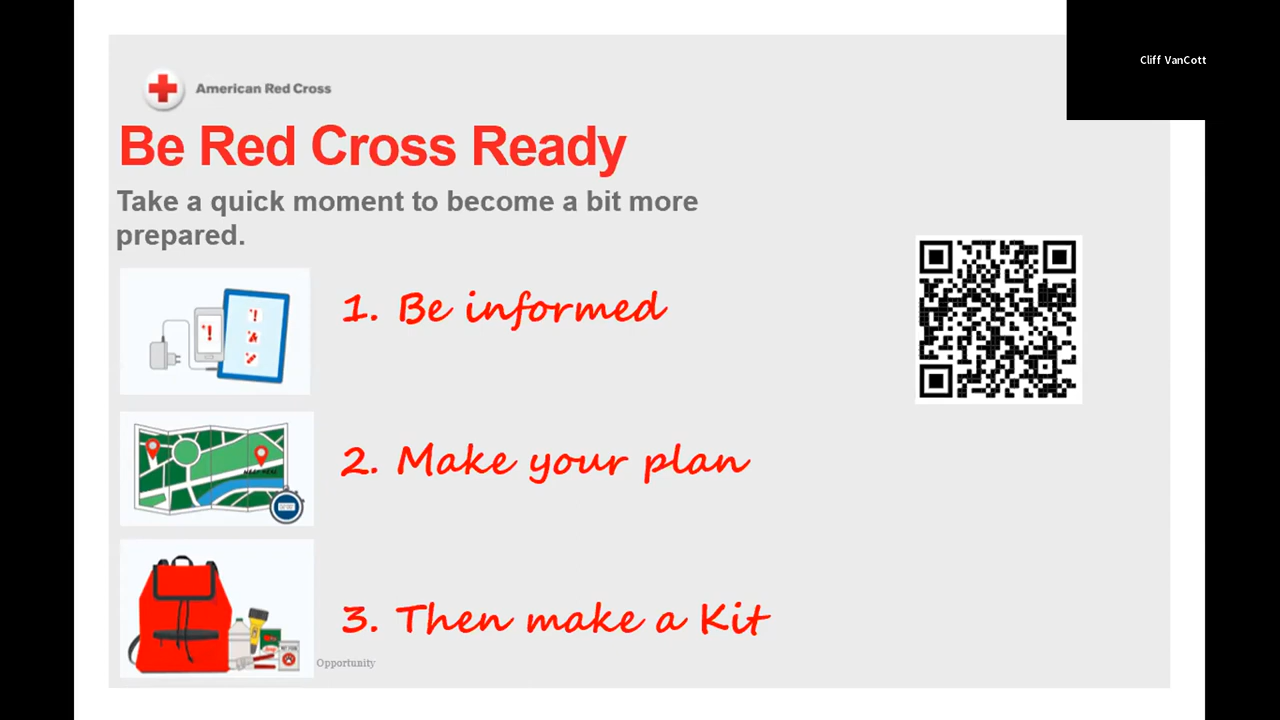 Cliff VanCott
American Red Cross
Be Red Cross Ready
Take a quick moment to become a bit more
prepared.
1. Be informed
2. Make your plan
3. Then make a Kit
Opportunity